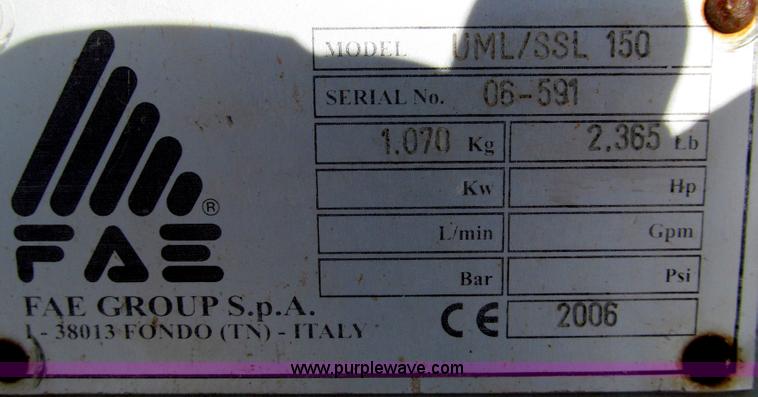 MODEL UML/SSL 150
SERIAL No. 06-591
1.070 Kg 2,365 Lb
Kw Hp
L/min Gpm
Bar Psi
® FAE
FAE GROUP S.p.A.
I - 38013 FONDO (TN) - ITALY
CE 2006
www.purplewave.com